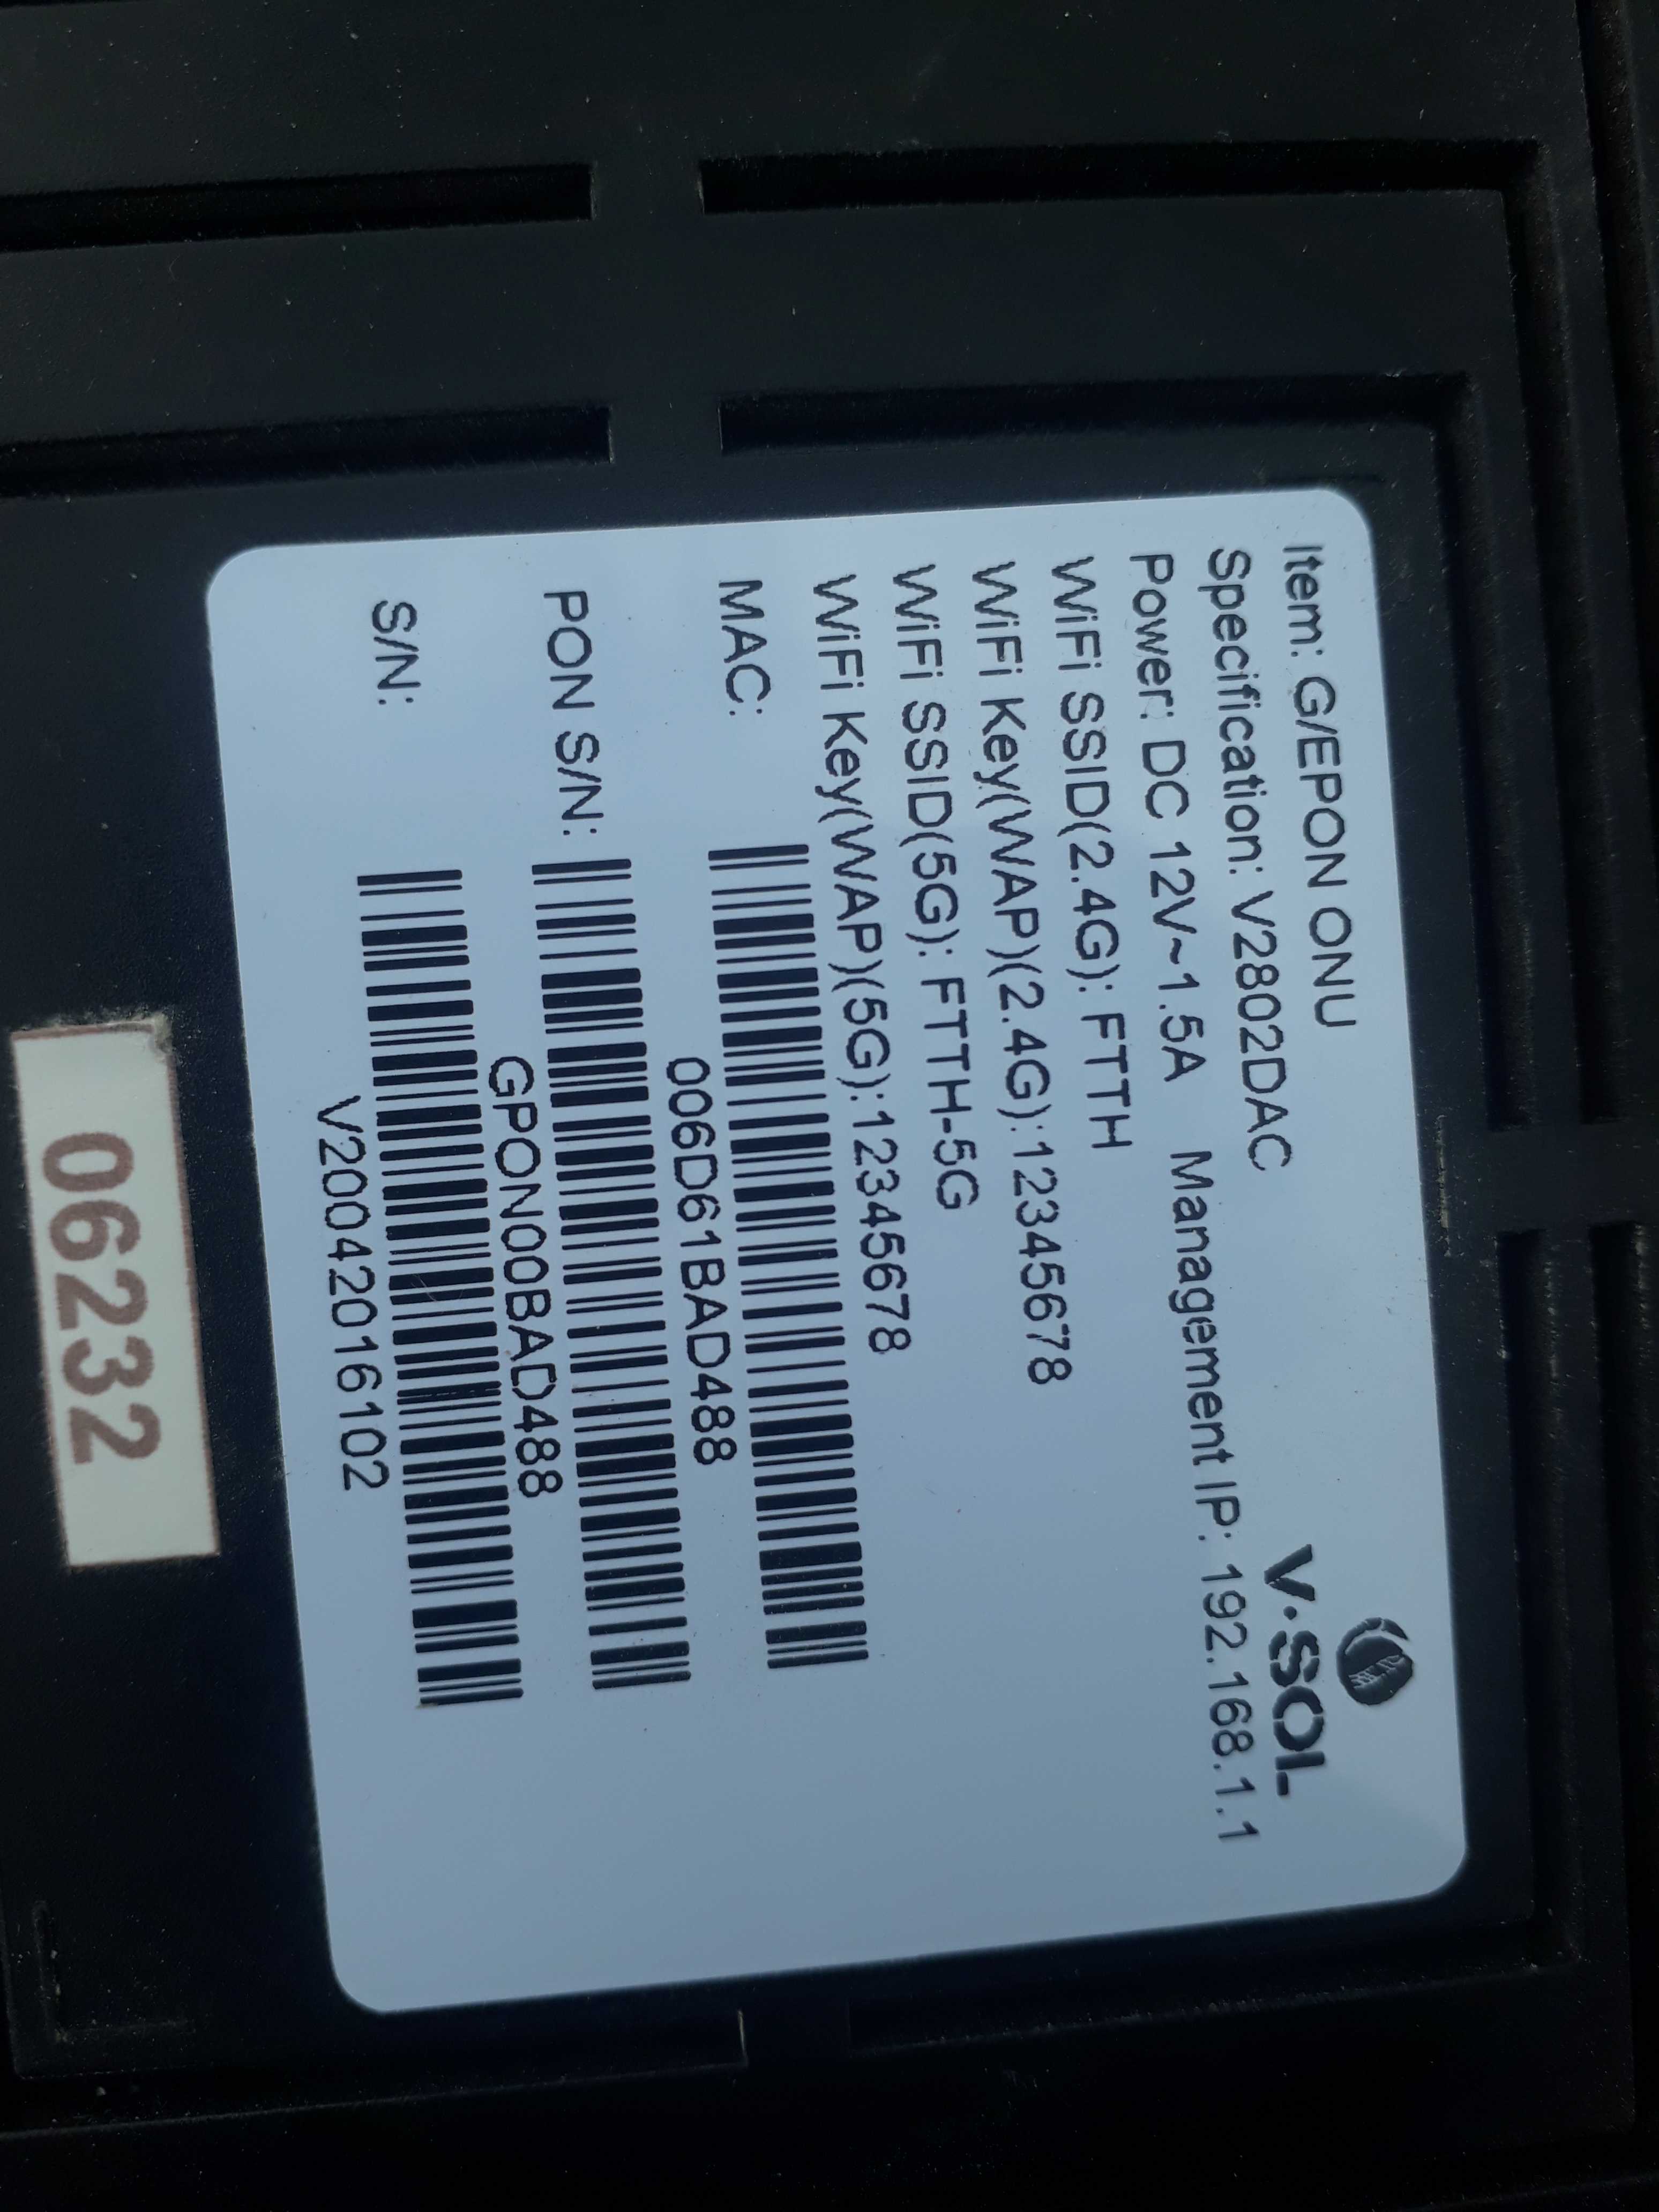 V·SOL
Item: G/EPON ONU
Specification: V2802DAC
Power: DC 12V~1.5A Management IP: 192.168.1.1
WiFi SSID(2.4G): FTTH
WiFi Key(WAP)(2.4G):12345678
WiFi SSID(5G): FTTH-5G
WiFi Key(WAP)(5G):12345678
MAC:
006D61BAD488
PON S/N:
GPON00BAD488
S/N:
V20042016102
06232